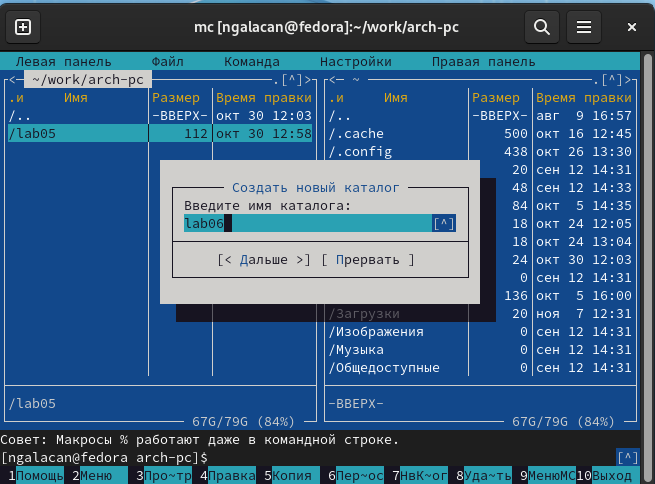 mc [ngalacan@fedora]:~/work/arch-pc
Левая панель Файл Команда Настройки Правая панель
<─ ~/work/arch-pc .[^]> <─ ~ .[^]>
.и Имя Размер Время правки .и Имя Размер Время правки
/.. -ВВЕРХ- окт 30 12:03 /.. -ВВЕРХ- авг 9 16:57
/lab05 112 окт 30 12:58 /.cache 500 окт 16 12:45
/.config 438 окт 26 13:30
20 сен 12 14:31
Создать новый каталог 48 сен 12 14:33
Введите имя каталога: 84 окт 5 14:35
lab06 [^] 18 окт 24 12:05
18 окт 24 13:04
[< Дальше >] [ Прервать ] 24 окт 30 12:03
0 сен 12 14:31
136 окт 5 16:00
/Загрузки 20 ноя 7 12:31
/Изображения 0 сен 12 14:31
/Музыка 0 сен 12 14:31
/Общедоступные 0 сен 12 14:31
/lab05 -ВВЕРХ-
67G/79G (84%) 67G/79G (84%)
Совет: Макросы % работают даже в командной строке.
[ngalacan@fedora arch-pc]$ [^]
1Помощь 2Меню 3Про~тр 4Правка 5Копия 6Пер~ос 7НвК~ог 8Уда~ть 9МенюМС 10Выход